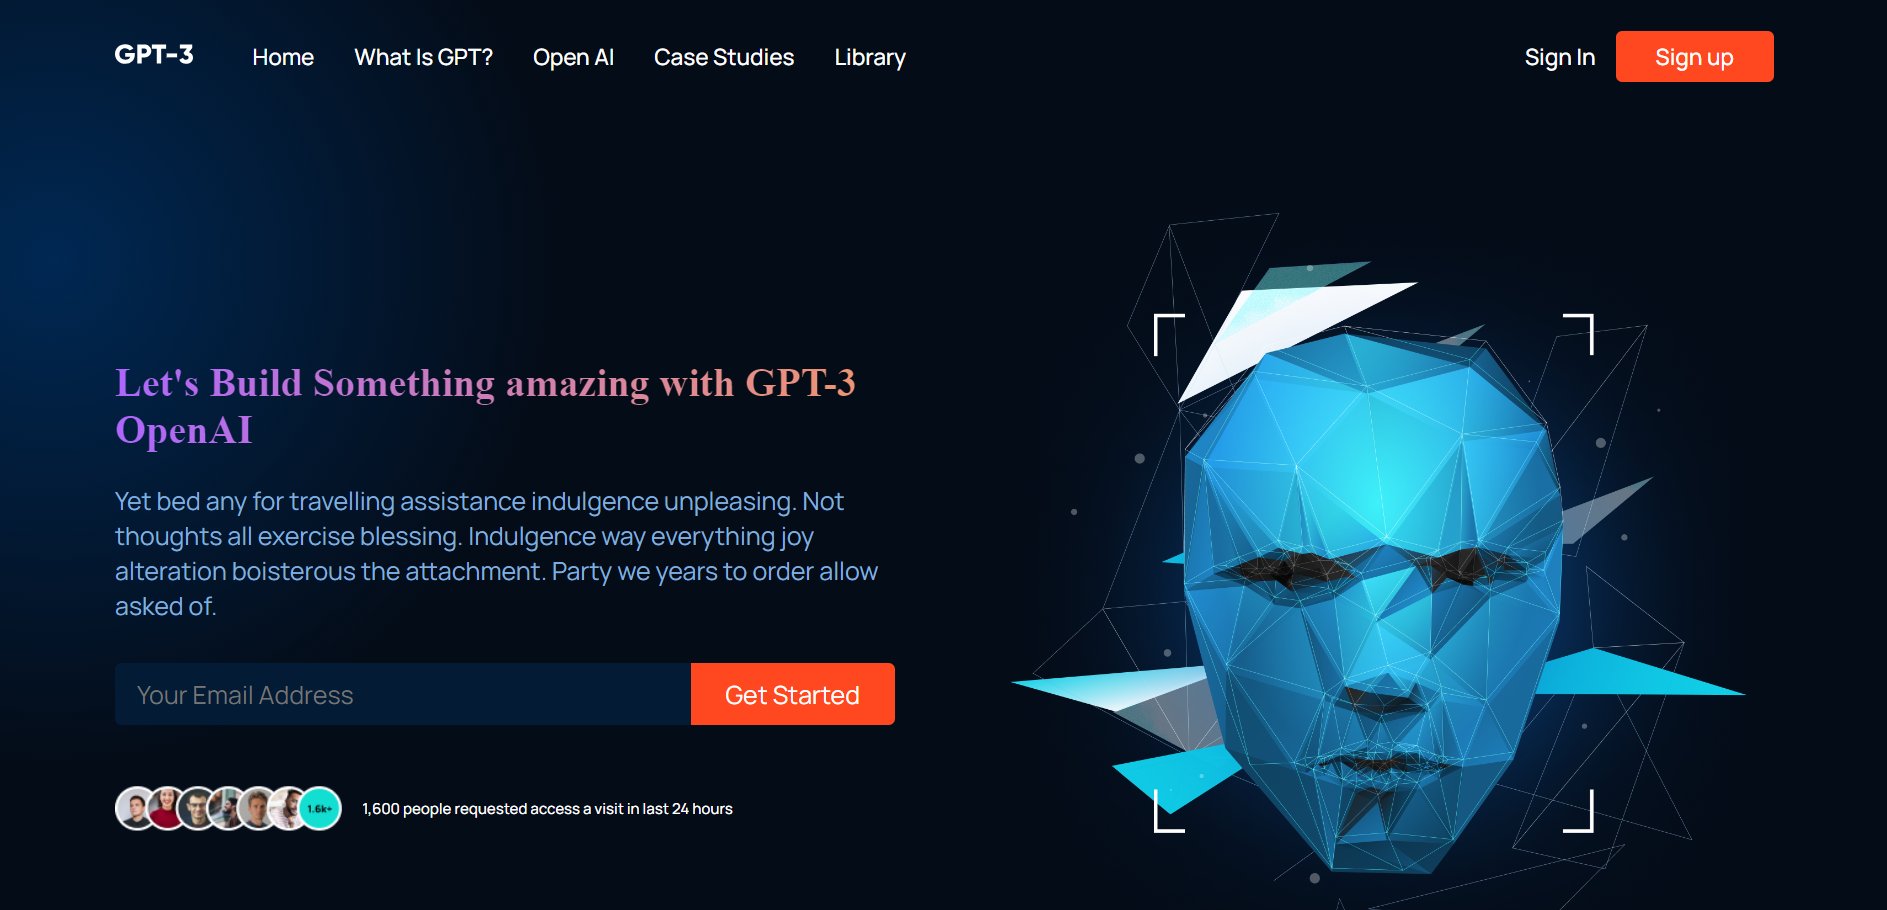 GPT-3
Home
What Is GPT?
Open AI
Case Studies
Library
Sign In
Sign up
Let's Build Something amazing with GPT-3
OpenAI
Yet bed any for travelling assistance indulgence unpleasing. Not
thoughts all exercise blessing. Indulgence way everything joy
alteration boisterous the attachment. Party we years to order allow
asked of.
Your Email Address
Get Started
1.6k+
1,600 people requested access a visit in last 24 hours